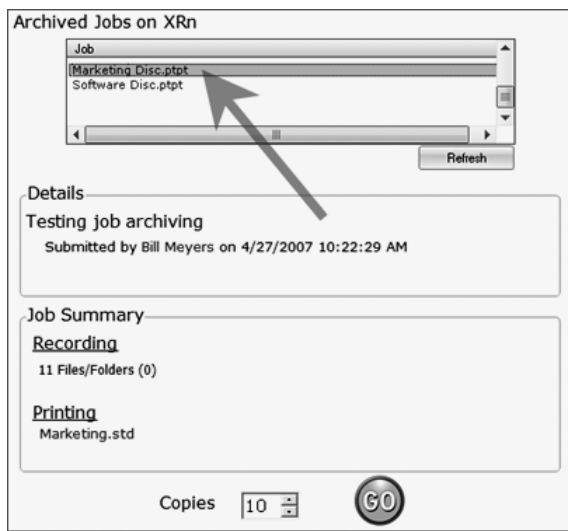 Archived Jobs on XRn
Job
Marketing Disc.ptpt
Software Disc.ptpt
Refresh
Details
Testing job archiving
Submitted by Bill Meyers on 4/27/2007 10:22:29 AM
Job Summary
Recording
11 Files/Folders (0)
Printing
Marketing.std
Copies 10 GO